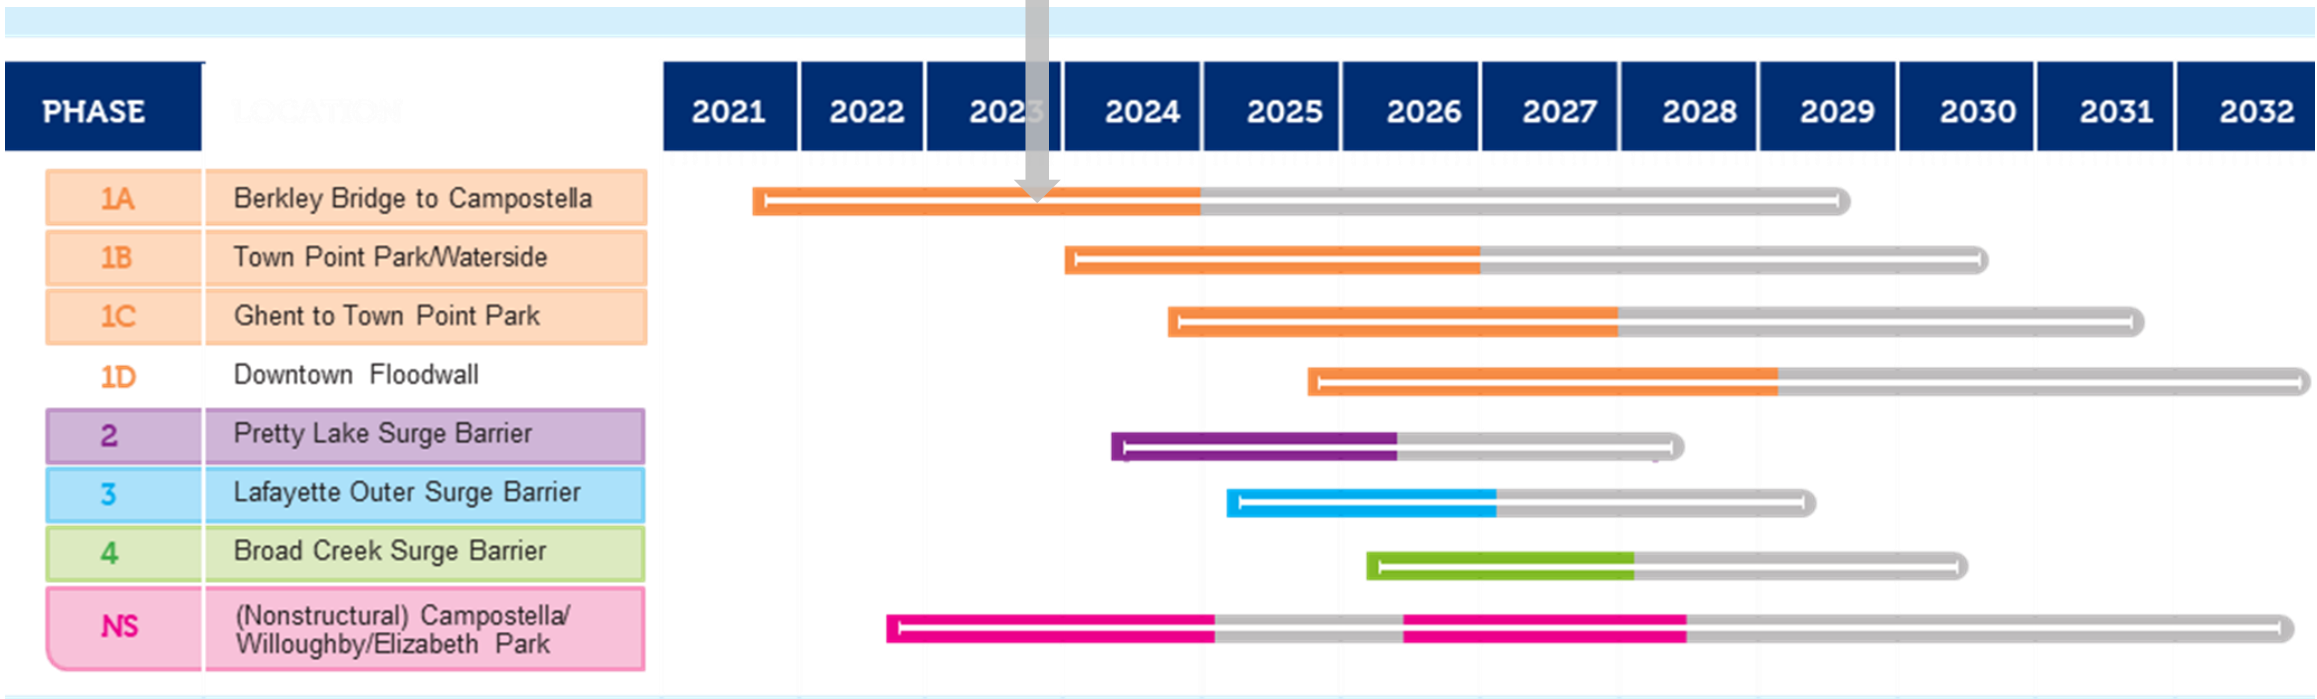 PHASE LOCATION 2021 2022 2023 2024 2025 2026 2027 2028 2029 2030 2031 2032
1A Berkley Bridge to Campostella
1B Town Point Park/Waterside
1C Ghent to Town Point Park
1D Downtown Floodwall
2 Pretty Lake Surge Barrier
3 Lafayette Outer Surge Barrier
4 Broad Creek Surge Barrier
NS (Nonstructural) Campostella/
Willoughby/Elizabeth Park